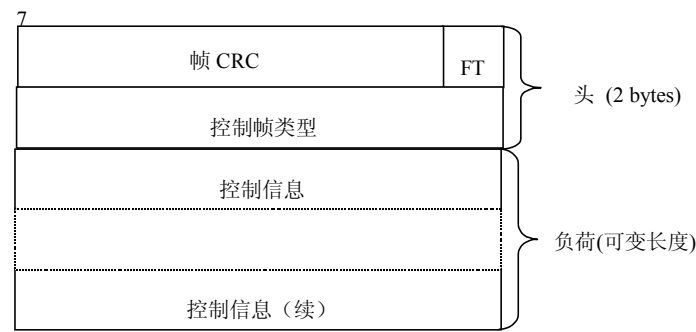 7
帧 CRC
FT
头 (2 bytes)
控制帧类型
控制信息
负荷(可变长度)
控制信息（续）